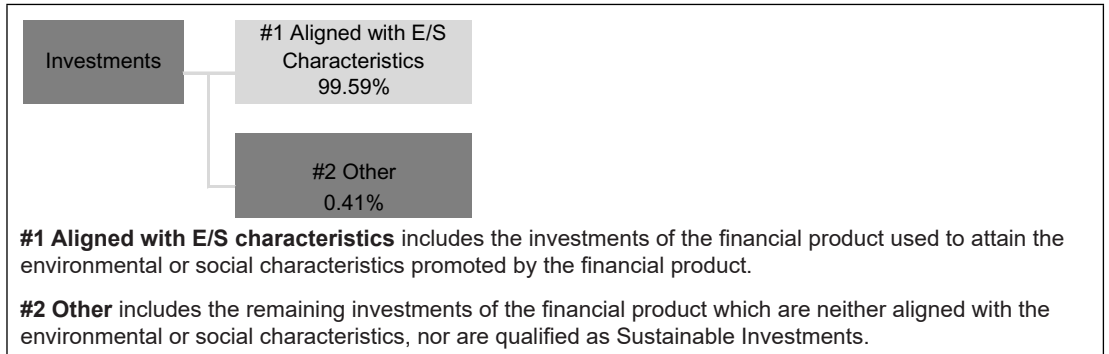 Investments
#1 Aligned with E/S
Characteristics
99.59%
#2 Other
0.41%
#1 Aligned with E/S characteristics includes the investments of the financial product used to attain the
environmental or social characteristics promoted by the financial product.
#2 Other includes the remaining investments of the financial product which are neither aligned with the
environmental or social characteristics, nor are qualified as Sustainable Investments.